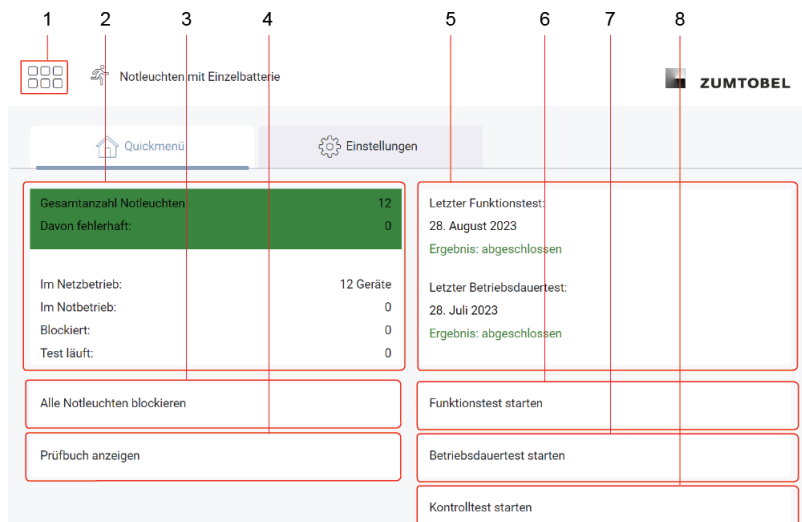 1 2 3 4 5 6 7 8
Notleuchten mit Einzelbatterie
ZUMTOBEL
Quickmenü
Einstellungen
Gesamtanzahl Notleuchten 12
Davon fehlerhaft: 0
Im Netzbetrieb: 12 Geräte
Im Notbetrieb: 0
Blockiert: 0
Test läuft: 0
Letzter Funktionstest:
28. August 2023
Ergebnis: abgeschlossen
Letzter Betriebsdauertest:
28. Juli 2023
Ergebnis: abgeschlossen
Alle Notleuchten blockieren
Funktionstest starten
Prüfbuch anzeigen
Betriebsdauertest starten
Kontrolltest starten